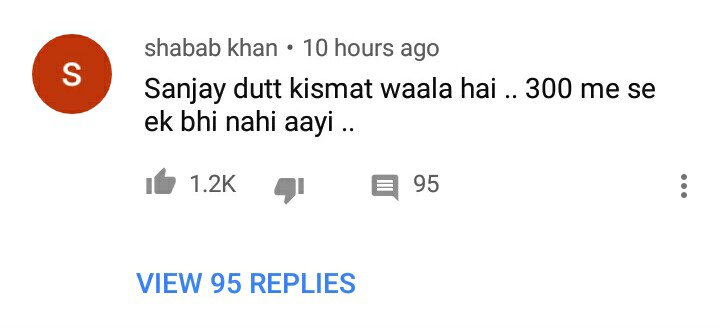 S
shabab khan • 10 hours ago
Sanjay dutt kismat waala hai .. 300 me se
ek bhi nahi aayi ..
1.2K 95
VIEW 95 REPLIES